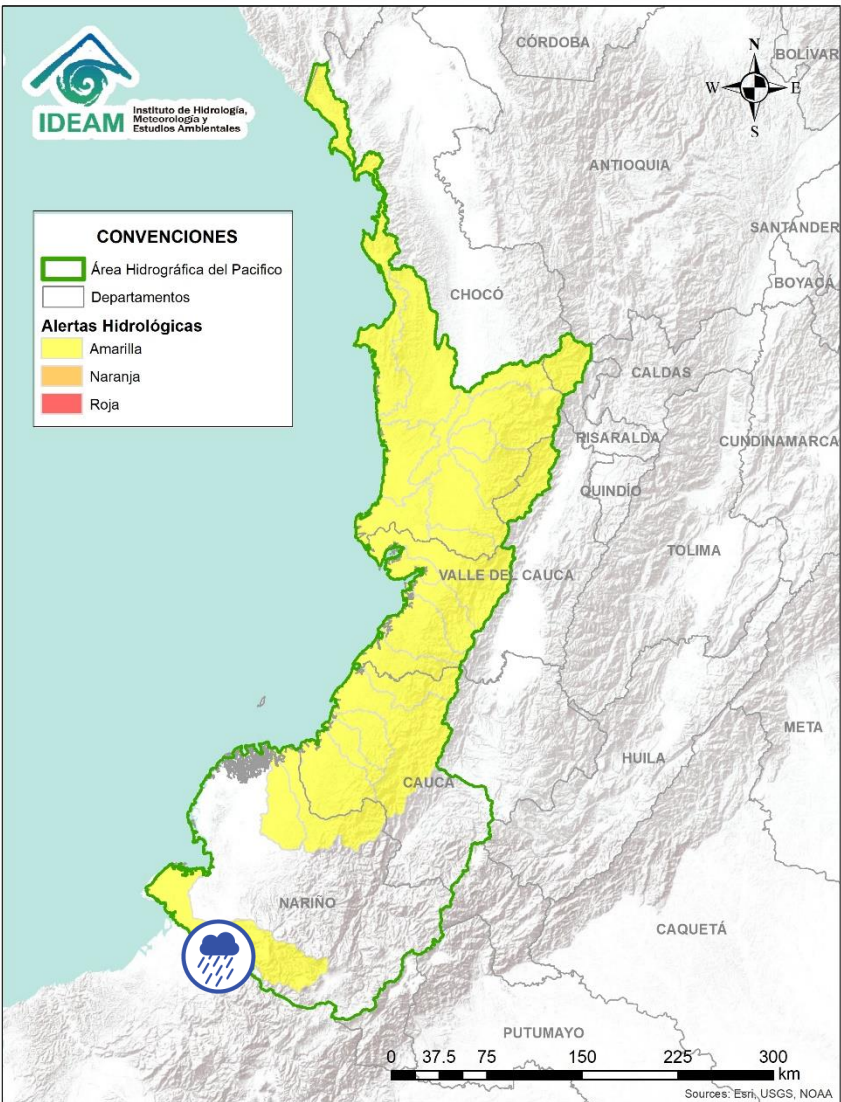 IDEAM
Instituto de Hidrología,
Meteorología y
Estudios Ambientales
N
W E
S
CONVENCIONES
Área Hidrográfica del Pacifico
Departamentos
Alertas Hidrológicas
Amarilla
Naranja
Roja
CÓRDOBA
BOLÍVAR
ANTIOQUIA
SANTANDER
BOYACÁ
CHOCÓ
CALDAS
RISARALDA
CUNDINAMARCA
QUINDÍO
TOLIMA
VALLE DEL CAUCA
META
HUILA
CAUCA
NARIÑO
CAQUETÁ
PUTUMAYO
0 37.5 75 150 225 300
km
Sources: Esri, USGS, NOAA